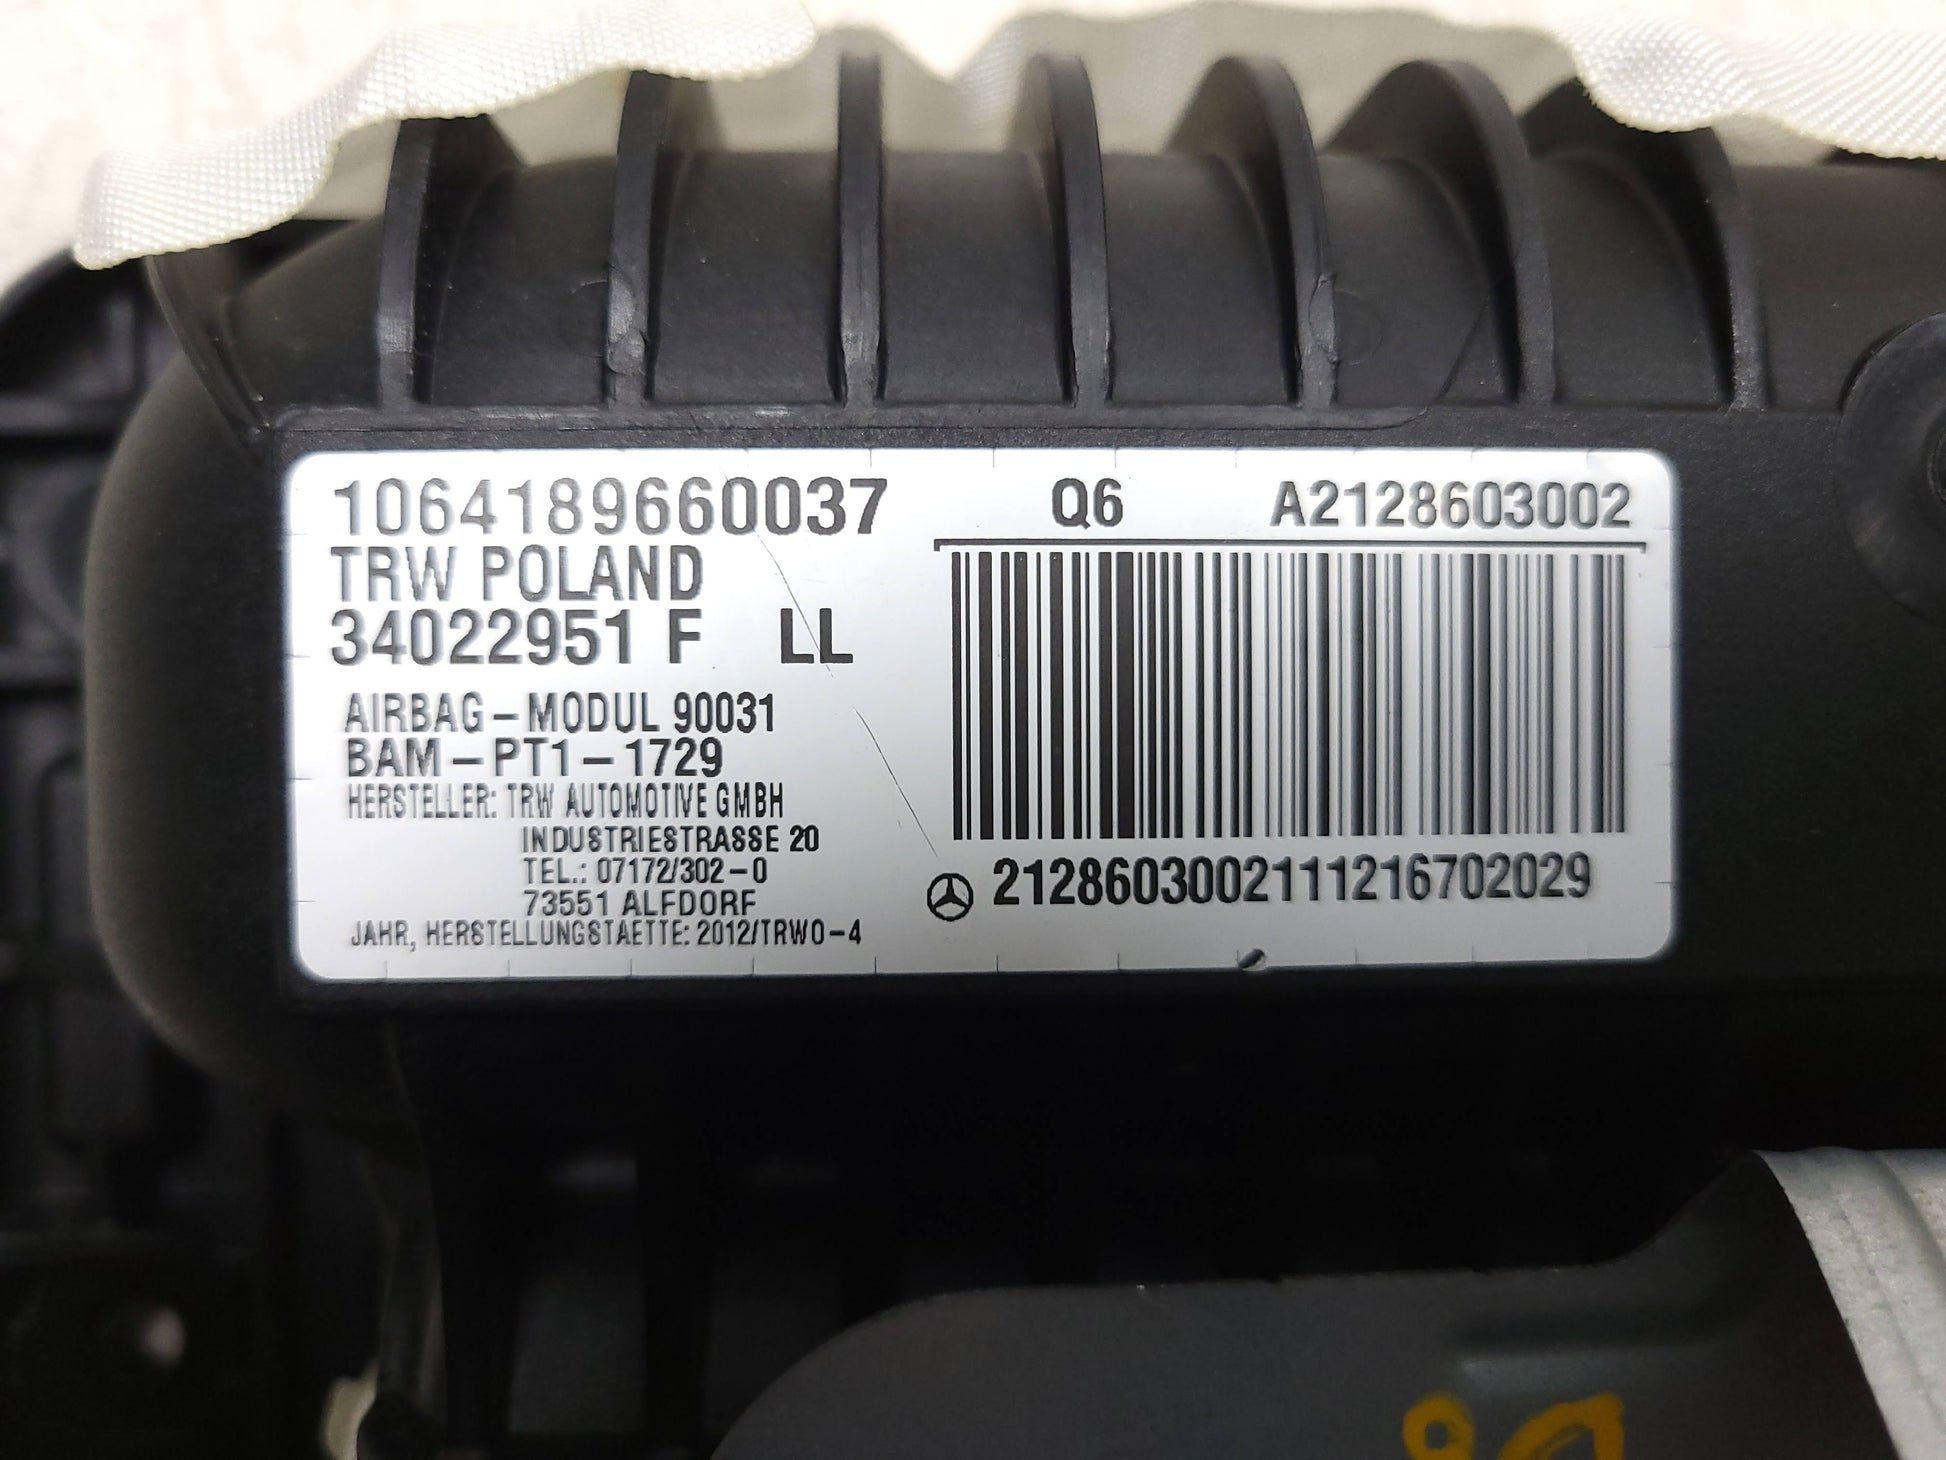 1064189660037
TRW POLAND
34022951 F LL
AIRBAG-MODUL 90031
BAM-PT1-1729
HERSTELLER: TRW AUTOMOTIVE GMBH
INDUSTRIESTRASSE 20
TEL.: 07172/302-0
73551 ALFDORF
JAHR, HERSTELLUNGSTAETTE: 2012/TRWO-4
Q6 A2128603002
2128603002111216702029